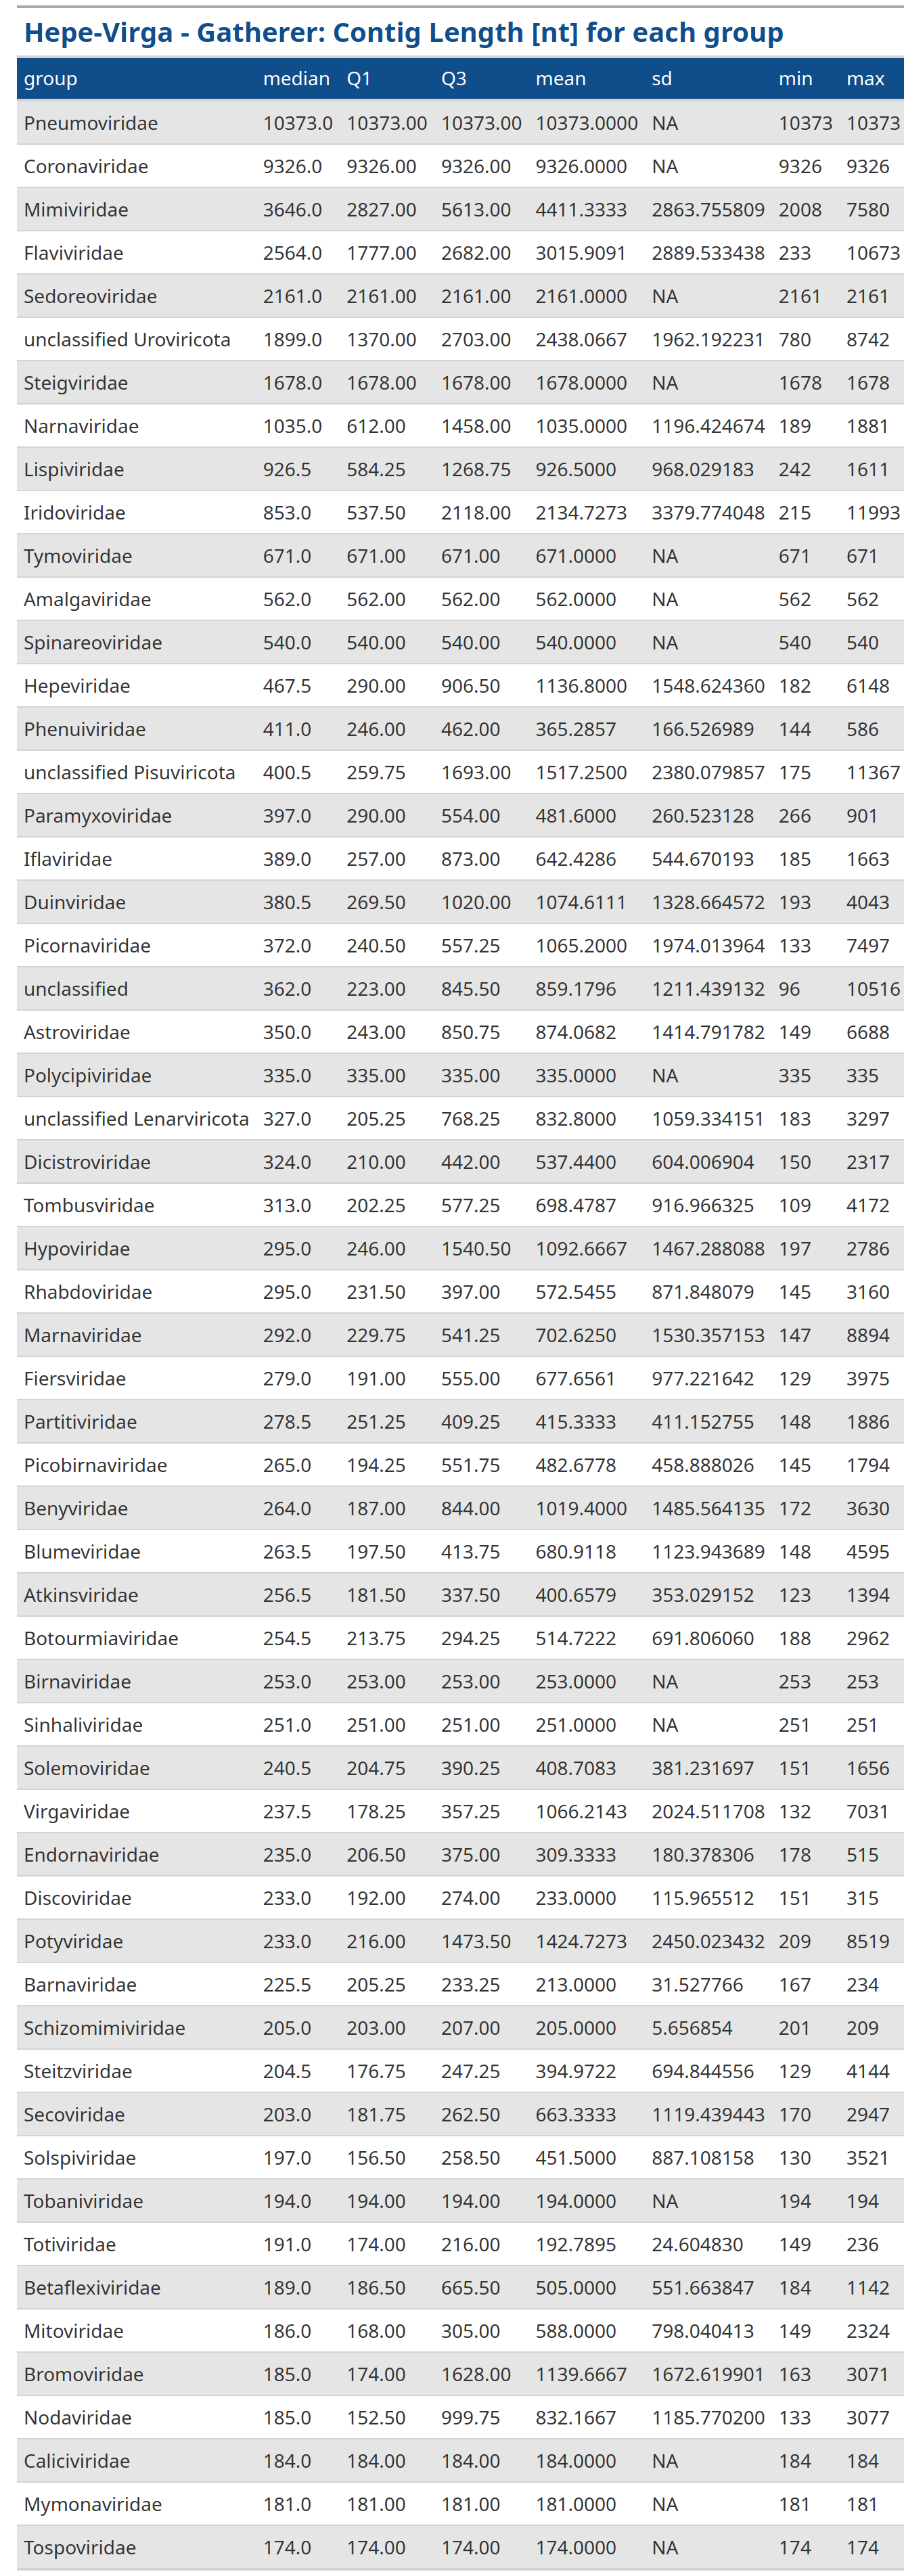 Hepe-Virga - Gatherer: Contig Length [nt] for each group
group median Q1 Q3 mean sd min max
Pneumoviridae 10373.0 10373.00 10373.00 10373.0000 NA 10373 10373
Coronaviridae 9326.0 9326.00 9326.00 9326.0000 NA 9326 9326
Mimiviridae 3646.0 2827.00 5613.00 4411.3333 2863.755809 2008 7580
Flaviviridae 2564.0 1777.00 2682.00 3015.9091 2889.533438 233 10673
Sedoreoviridae 2161.0 2161.00 2161.00 2161.0000 NA 2161 2161
unclassified Uroviricota 1899.0 1370.00 2703.00 2438.0667 1962.192231 780 8742
Steigviridae 1678.0 1678.00 1678.00 1678.0000 NA 1678 1678
Narnaviridae 1035.0 612.00 1458.00 1035.0000 1196.424674 189 1881
Lispiviridae 926.5 584.25 1268.75 926.5000 968.029183 242 1611
Iridoviridae 853.0 537.50 2118.00 2134.7273 3379.774048 215 11993
Tymoviridae 671.0 671.00 671.00 671.0000 NA 671 671
Amalgaviridae 562.0 562.00 562.00 562.0000 NA 562 562
Spinareoviridae 540.0 540.00 540.00 540.0000 NA 540 540
Hepeviridae 467.5 290.00 906.50 1136.8000 1548.624360 182 6148
Phenuiviridae 411.0 246.00 462.00 365.2857 166.526989 144 586
unclassified Pisuviricota 400.5 259.75 1693.00 1517.2500 2380.079857 175 11367
Paramyxoviridae 397.0 290.00 554.00 481.6000 260.523128 266 901
Iflaviridae 389.0 257.00 873.00 642.4286 544.670193 185 1663
Duinviridae 380.5 269.50 1020.00 1074.6111 1328.664572 193 4043
Picornaviridae 372.0 240.50 557.25 1065.2000 1974.013964 133 7497
unclassified 362.0 223.00 845.50 859.1796 1211.439132 96 10516
Astroviridae 350.0 243.00 850.75 874.0682 1414.791782 149 6688
Polycipiviridae 335.0 335.00 335.00 335.0000 NA 335 335
unclassified Lenarviricota 327.0 205.25 768.25 832.8000 1059.334151 183 3297
Dicistroviridae 324.0 210.00 442.00 537.4400 604.006904 150 2317
Tombusviridae 313.0 202.25 577.25 698.4787 916.966325 109 4172
Hypoviridae 295.0 246.00 1540.50 1092.6667 1467.288088 197 2786
Rhabdoviridae 295.0 231.50 397.00 572.5455 871.848079 145 3160
Marnaviridae 292.0 229.75 541.25 702.6250 1530.357153 147 8894
Fiersviridae 279.0 191.00 555.00 677.6561 977.221642 129 3975
Partitiviridae 278.5 251.25 409.25 415.3333 411.152755 148 1886
Picobirnaviridae 265.0 194.25 551.75 482.6778 458.888026 145 1794
Benyviridae 264.0 187.00 844.00 1019.4000 1485.564135 172 3630
Blumeviridae 263.5 197.50 413.75 680.9118 1123.943689 148 4595
Atkinsviridae 256.5 181.50 337.50 400.6579 353.029152 123 1394
Botourmiaviridae 254.5 213.75 294.25 514.7222 691.806060 188 2962
Birnaviridae 253.0 253.00 253.00 253.0000 NA 253 253
Sinhaliviridae 251.0 251.00 251.00 251.0000 NA 251 251
Solemoviridae 240.5 204.75 390.25 408.7083 381.231697 151 1656
Virgaviridae 237.5 178.25 357.25 1066.2143 2024.511708 132 7031
Endornaviridae 235.0 206.50 375.00 309.3333 180.378306 178 515
Discoviridae 233.0 192.00 274.00 233.0000 115.965512 151 315
Potyviridae 233.0 216.00 1473.50 1424.7273 2450.023432 209 8519
Barnaviridae 225.5 205.25 233.25 213.0000 31.527766 167 234
Schizomimiviridae 205.0 203.00 207.00 205.0000 5.656854 201 209
Steitzviridae 204.5 176.75 247.25 394.9722 694.844556 129 4144
Secoviridae 203.0 181.75 262.50 663.3333 1119.439443 170 2947
Solspiviridae 197.0 156.50 258.50 451.5000 887.108158 130 3521
Tobaniviridae 194.0 194.00 194.00 194.0000 NA 194 194
Totiviridae 191.0 174.00 216.00 192.7895 24.604830 149 236
Betaflexiviridae 189.0 186.50 665.50 505.0000 551.663847 184 1142
Mitoviridae 186.0 168.00 305.00 588.0000 798.040413 149 2324
Bromoviridae 185.0 174.00 1628.00 1139.6667 1672.619901 163 3071
Nodaviridae 185.0 152.50 999.75 832.1667 1185.770200 133 3077
Caliciviridae 184.0 184.00 184.00 184.0000 NA 184 184
Mymonaviridae 181.0 181.00 181.00 181.0000 NA 181 181
Tospoviridae 174.0 174.00 174.00 174.0000 NA 174 174